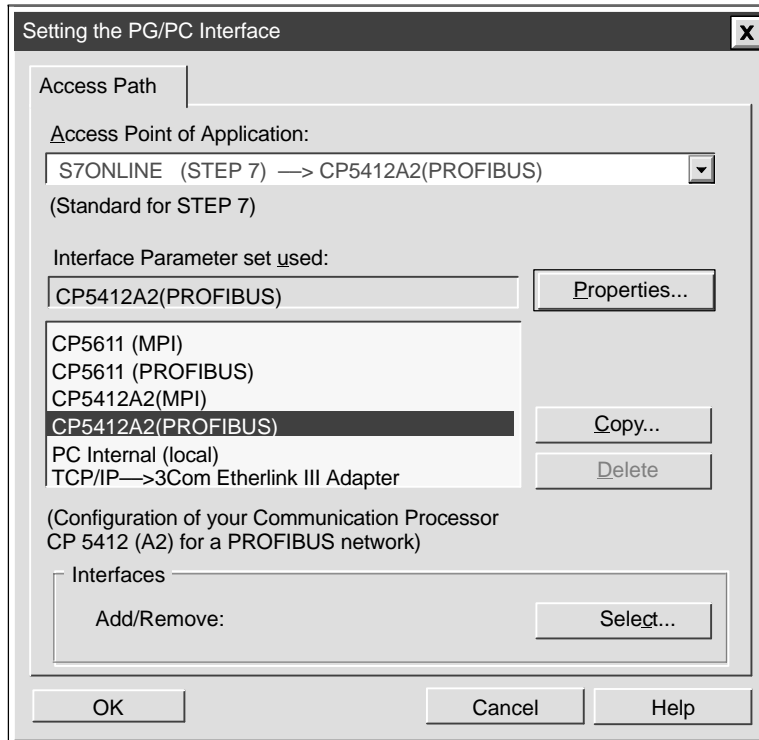 Setting the PG/PC Interface
X
Access Path
Access Point of Application:
S7ONLINE (STEP 7) —> CP5412A2(PROFIBUS)
(Standard for STEP 7)
Interface Parameter set used:
CP5412A2(PROFIBUS)
Properties...
CP5611 (MPI)
CP5611 (PROFIBUS)
CP5412A2(MPI)
CP5412A2(PROFIBUS)
PC Internal (local)
TCP/IP—>3Com Etherlink III Adapter
Copy...
Delete
(Configuration of your Communication Processor
CP 5412 (A2) for a PROFIBUS network)
Interfaces
Add/Remove:
Select...
OK
Cancel
Help